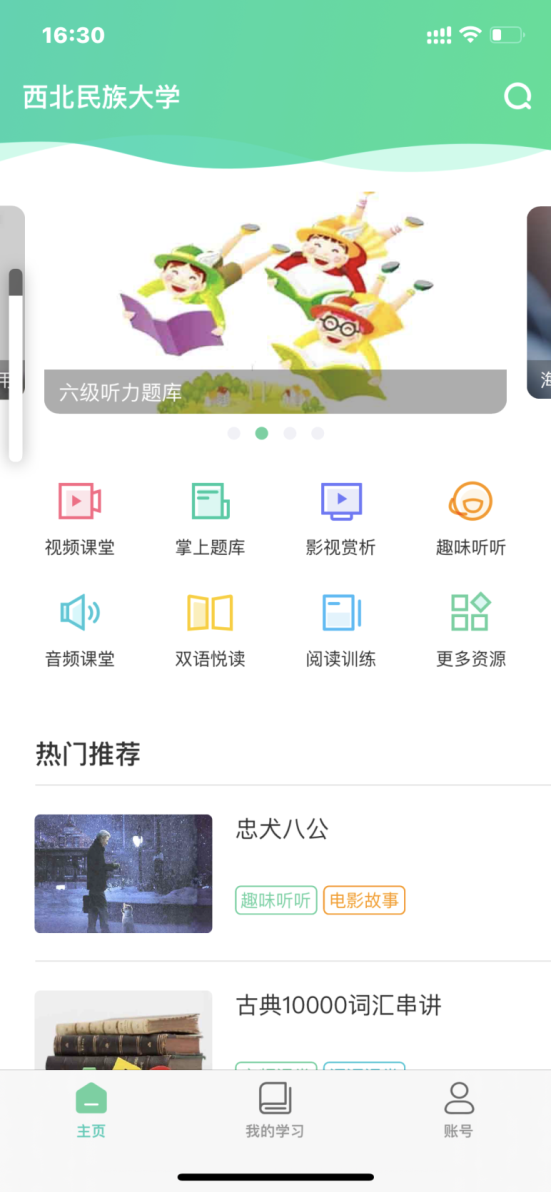 16:30
西北民族大学
六级听力题库
视频课堂 掌上题库 影视赏析 趣味听听
音频课堂 双语悦读 阅读训练 更多资源
热门推荐
忠犬八公
趣味听听 电影故事
古典10000词汇串讲
主页 我的学习 账号